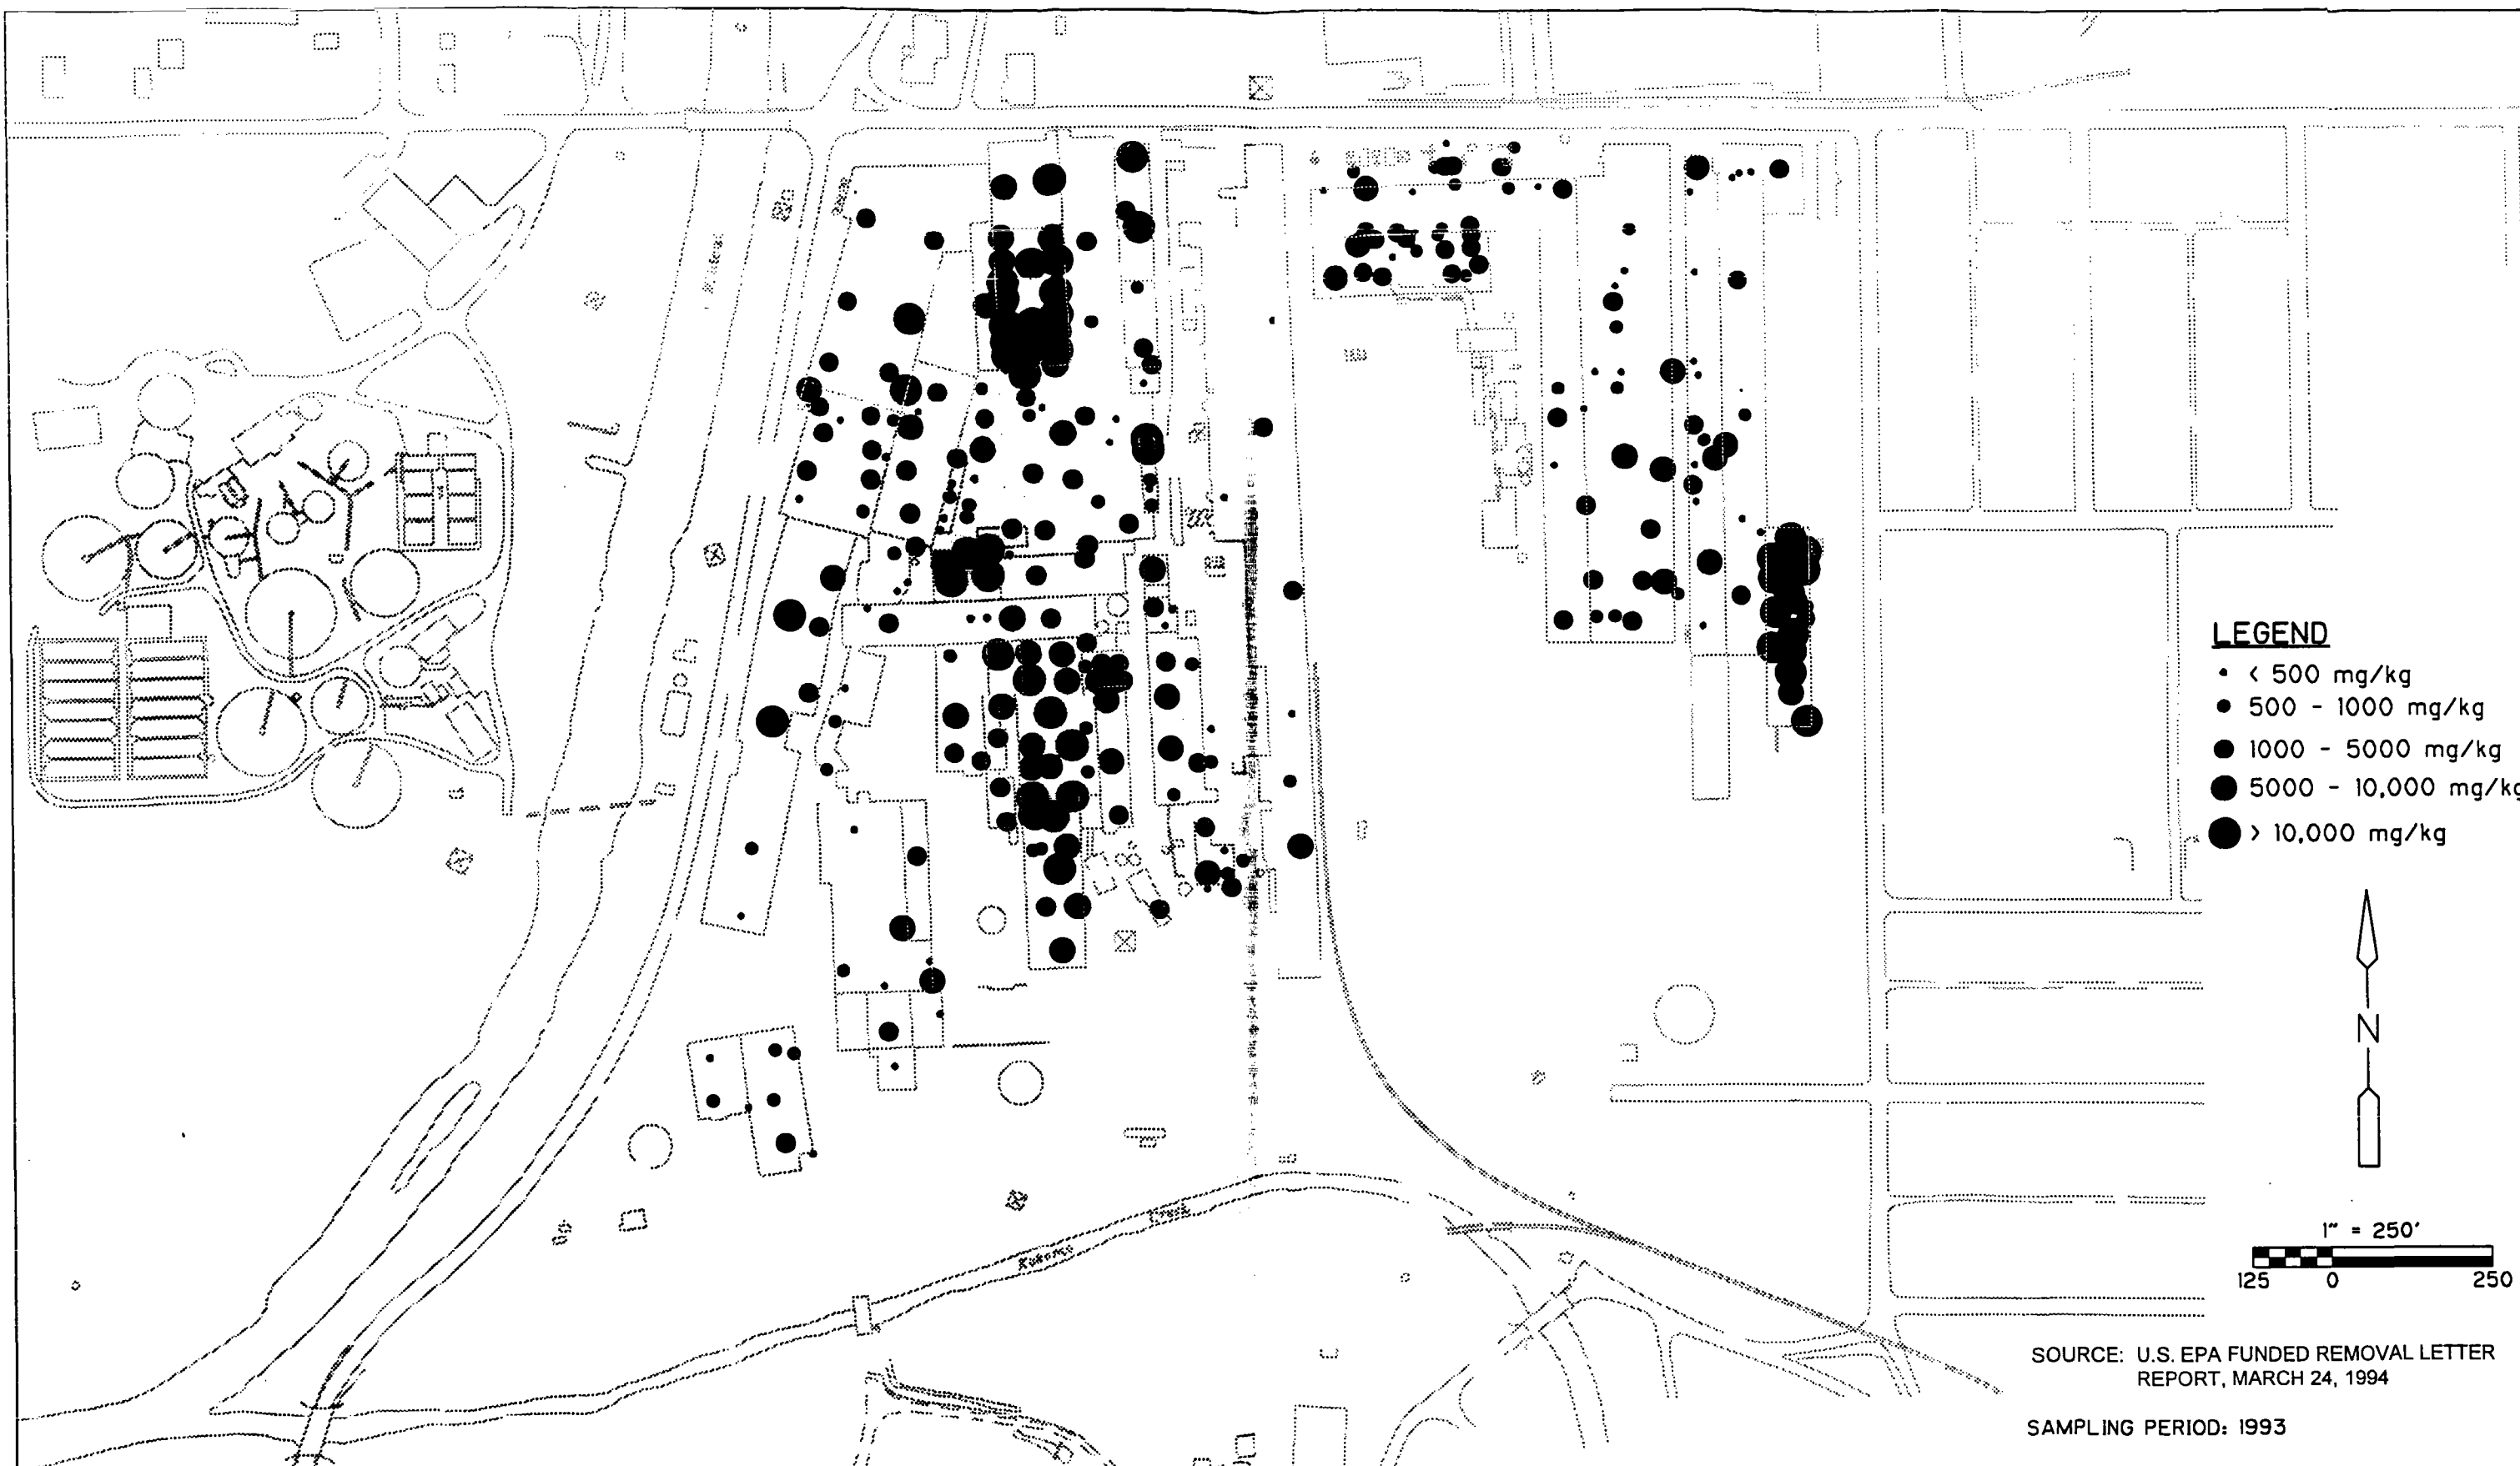 LEGEND
< 500 mg/kg
500 - 1000 mg/kg
1000 - 5000 mg/kg
5000 - 10,000 mg/kg
> 10,000 mg/kg
N
1" = 250'
125 0 250
Kokomo Creek
SOURCE: U.S. EPA FUNDED REMOVAL LETTER
REPORT, MARCH 24, 1994
SAMPLING PERIOD: 1993